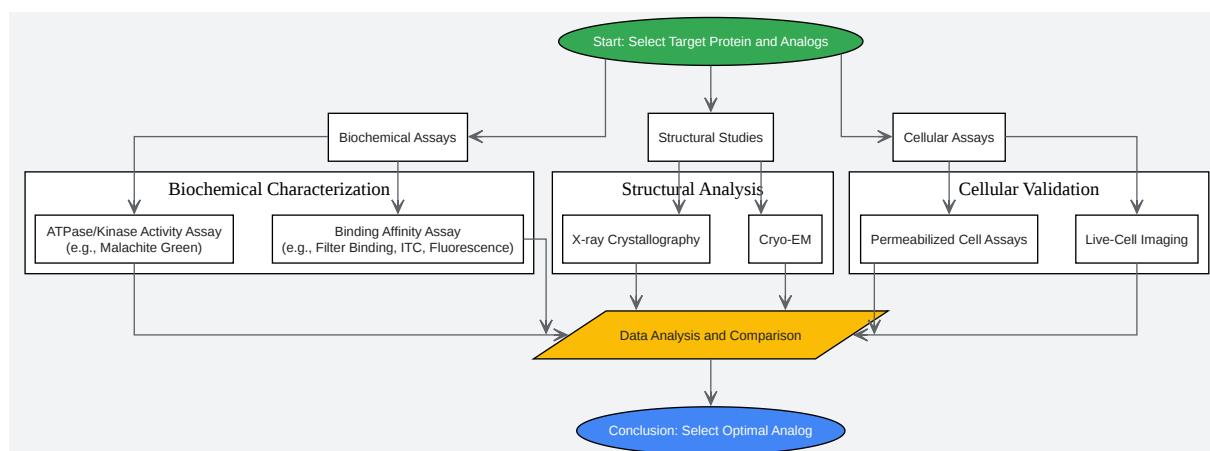 Start: Select Target Protein and Analogs
Biochemical Assays
Structural Studies
Cellular Assays
Biochemical Characterization
Structural Analysis
Cellular Validation
ATPase/Kinase Activity Assay
(e.g., Malachite Green)
Binding Affinity Assay
(e.g., Filter Binding, ITC, Fluorescence)
X-ray Crystallography
Cryo-EM
Permeabilized Cell Assays
Live-Cell Imaging
Data Analysis and Comparison
Conclusion: Select Optimal Analog